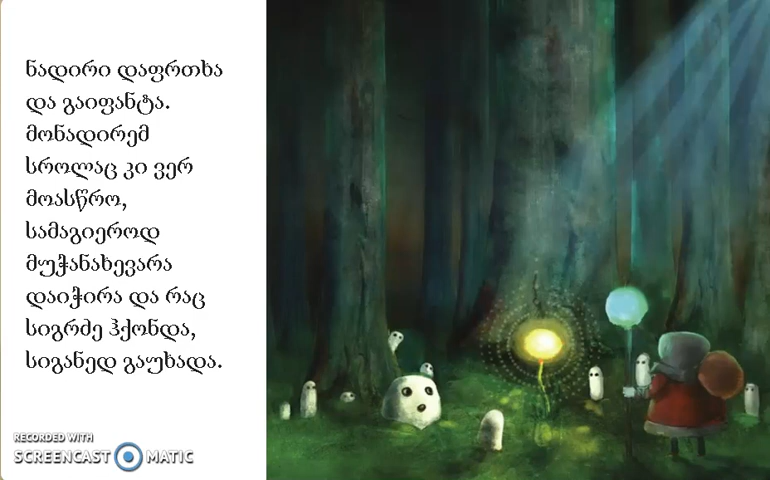 ნადირი დაფრთხა
და გაიფანტა.
მონადირემ
სროლაც კი ვერ
მოასწრო,
სამაგიეროდ
მუჭანახევარა
დაიჭირა და რაც
სიგრძე ჰქონდა,
სიგანედ გაუხადა.
RECORDED WITH
SCREENCAST MATIC